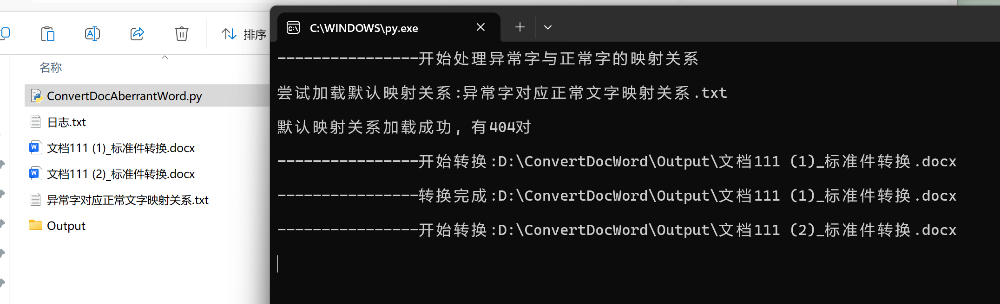 排序
名称
ConvertDocAberrantWord.py
日志.txt
文档111 (1)_标准件转换.docx
文档111 (2)_标准件转换.docx
异常字对应正常文字映射关系.txt
Output
C:\WINDOWS\py.exe
----------------开始处理异常字与正常字的映射关系
尝试加载默认映射关系:异常字对应正常文字映射关系.txt
默认映射关系加载成功，有404对
----------------开始转换:D:\ConvertDocWord\Output\文档111 (1)_标准件转换.docx
----------------转换完成:D:\ConvertDocWord\Output\文档111 (1)_标准件转换.docx
----------------开始转换:D:\ConvertDocWord\Output\文档111 (2)_标准件转换.docx